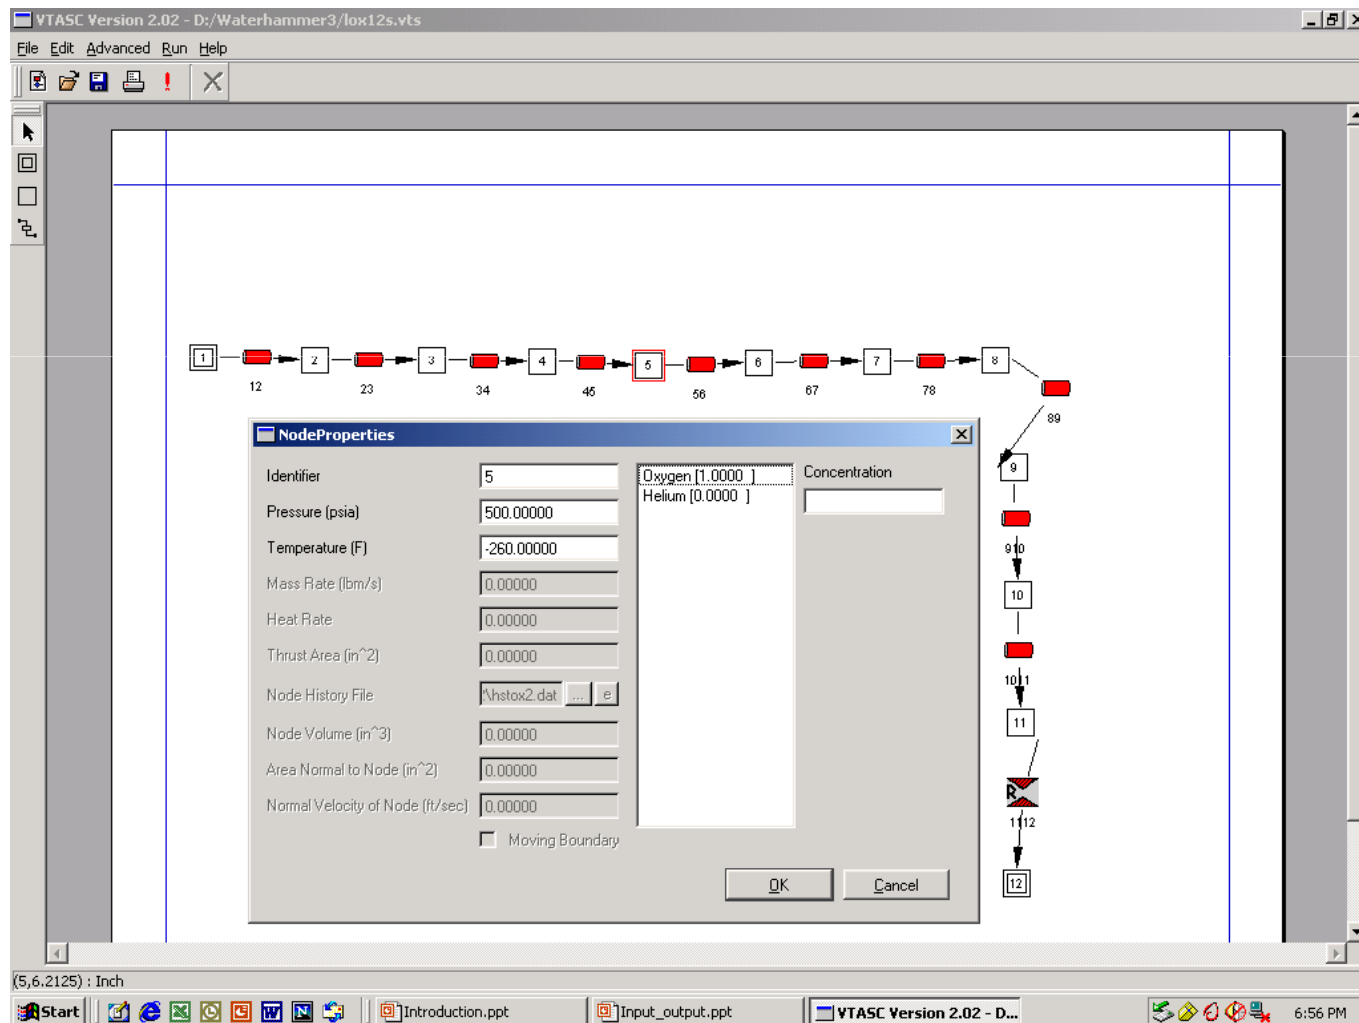 VTASC Version 2.02 - D:/Waterhammer3/lox12s.vts
File Edit Advanced Run Help
1 2 3 4 5 6 7 8
12 23 34 45 56 67 78
89
NodeProperties
9
Identifier 5 Oxygen [1.0000 ] Concentration
Helium [0.0000 ]
Pressure (psia) 500.00000
Temperature (F) -260.00000
910
Mass Rate (lbm/s) 0.00000
10
Heat Rate 0.00000
Thrust Area (in^2) 0.00000
1011
Node History File :\hstox2.dat ... e
11
Node Volume (in^3) 0.00000
Area Normal to Node (in^2) 0.00000
R
Normal Velocity of Node (ft/sec) 0.00000
1112
Moving Boundary
OK Cancel
12
(5,6.2125) : Inch
Start Introduction.ppt Input_output.ppt VTASC Version 2.02 - D... 6:56 PM